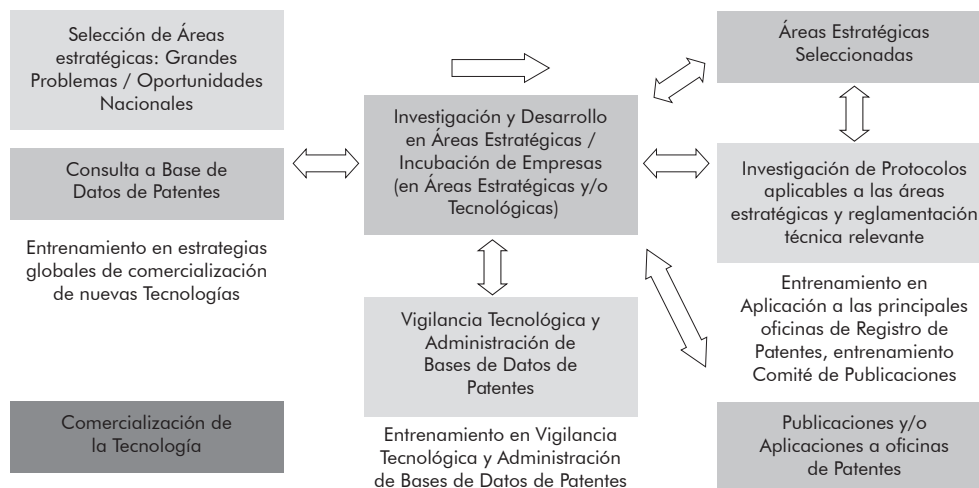 Selección de Áreas
estratégicas: Grandes
Problemas / Oportunidades
Nacionales
Consulta a Base de
Datos de Patentes
Entrenamiento en estrategias
globales de comercialización
de nuevas Tecnologías
Comercialización de
la Tecnología
Investigación y Desarrollo
en Áreas Estratégicas /
Incubación de Empresas
(en Áreas Estratégicas y/o
Tecnológicas)
Vigilancia Tecnológica y
Administración de
Bases de Datos de
Patentes
Entrenamiento en Vigilancia
Tecnológica y Administración
de Bases de Datos de Patentes
Áreas Estratégicas
Seleccionadas
Investigación de Protocolos
aplicables a las áreas
estratégicas y reglamentación
técnica relevante
Entrenamiento en
Aplicación a las principales
oficinas de Registro de
Patentes, entrenamiento
Comité de Publicaciones
Publicaciones y/o
Aplicaciones a oficinas
de Patentes